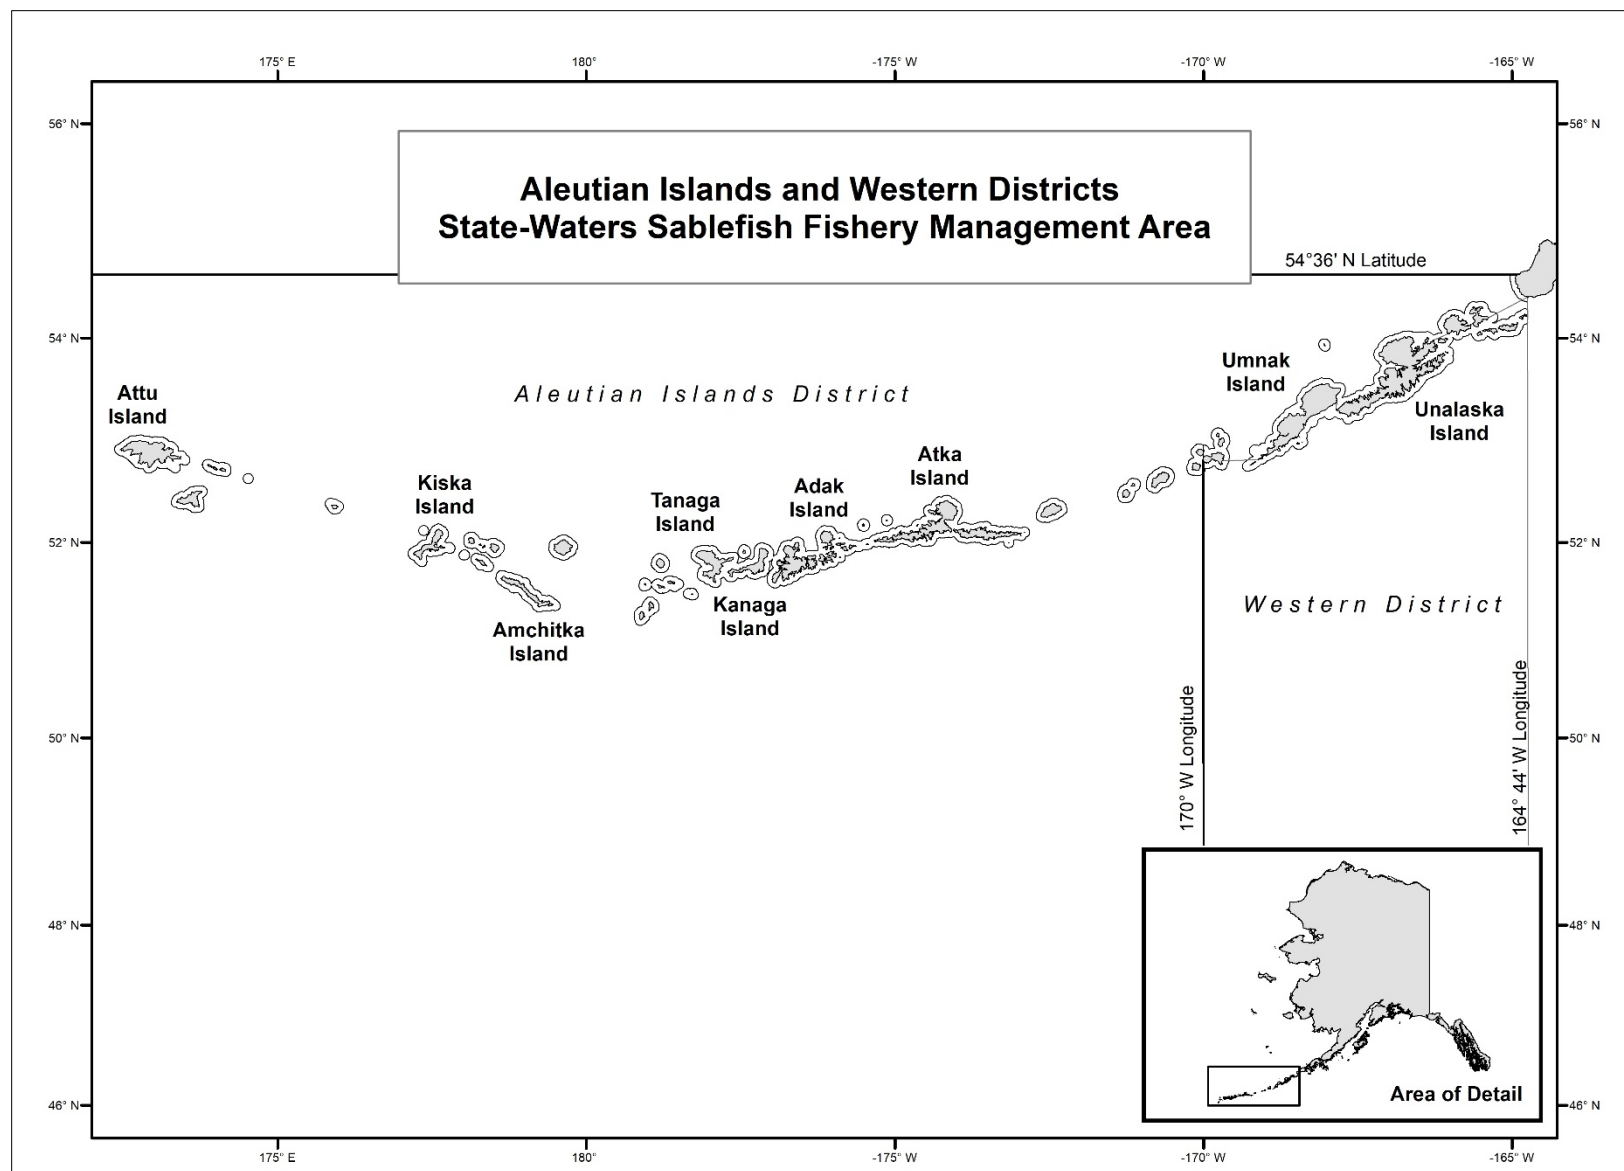 175° E
180°
-175° W
-170° W
-165° W
56° N
56° N
Aleutian Islands and Western Districts
State-Waters Sablefish Fishery Management Area
54°36' N Latitude
54° N
54° N
Umnak
Island
Attu
Island
Aleutian Islands District
Unalaska
Island
Atka
Island
Kiska
Island
Adak
Island
Tanaga
Island
52° N
52° N
Kanaga
Island
Western District
Amchitka
Island
170° W Longitude
164° 44' W Longitude
50° N
50° N
48° N
48° N
Area of Detail
46° N
46° N
175° E
180°
-175° W
-170° W
-165° W